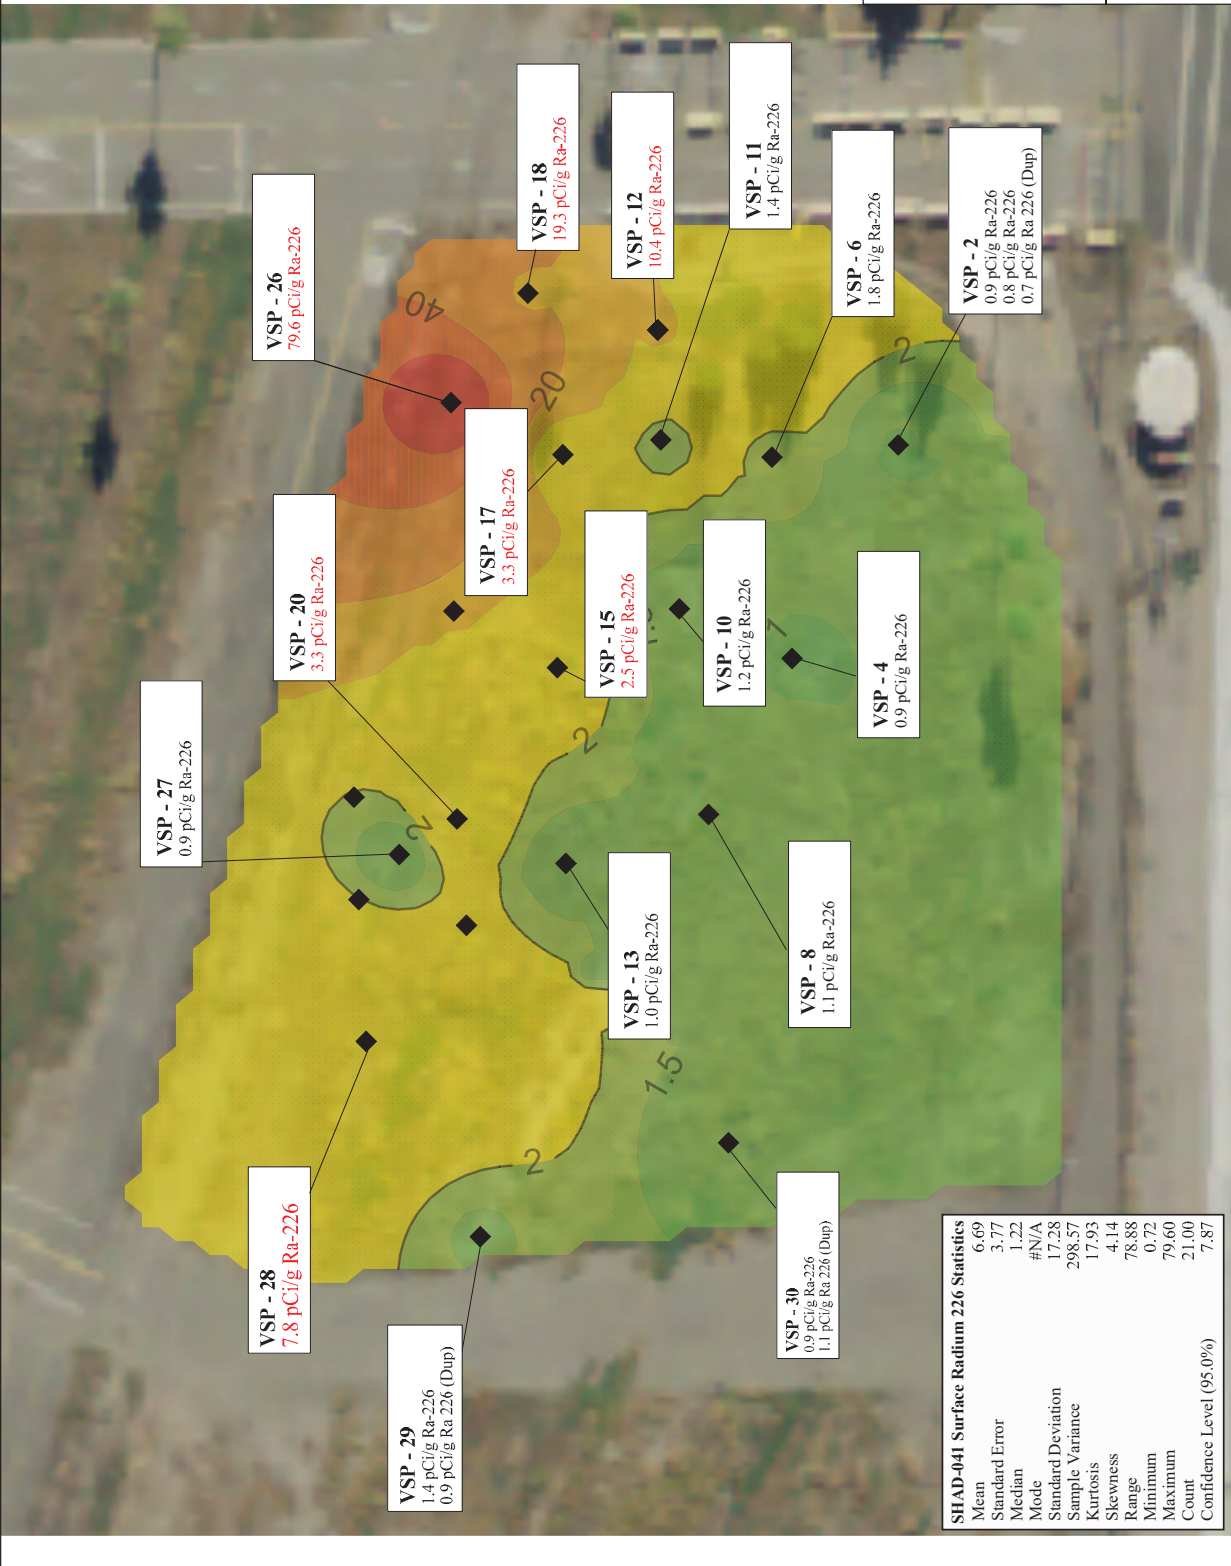 VSP - 26
79.6 pCi/g Ra-226
VSP - 18
19.3 pCi/g Ra-226
VSP - 12
10.4 pCi/g Ra-226
VSP - 11
1.4 pCi/g Ra-226
VSP - 6
1.8 pCi/g Ra-226
VSP - 2
0.9 pCi/g Ra-226
0.8 pCi/g Ra-226
0.7 pCi/g Ra 226 (Dup)
VSP - 20
3.3 pCi/g Ra-226
VSP - 17
3.3 pCi/g Ra-226
VSP - 15
2.5 pCi/g Ra-226
VSP - 10
1.2 pCi/g Ra-226
VSP - 4
0.9 pCi/g Ra-226
VSP - 27
0.9 pCi/g Ra-226
VSP - 13
1.0 pCi/g Ra-226
VSP - 8
1.1 pCi/g Ra-226
VSP - 28
7.8 pCi/g Ra-226
VSP - 29
1.4 pCi/g Ra-226
0.9 pCi/g Ra 226 (Dup)
VSP - 30
0.9 pCi/g Ra-226
1.1 pCi/g Ra 226 (Dup)
40
20
2
2
2
2
1
1.5
SHAD-041 Surface Radium 226 Statistics
Mean 6.69
Standard Error 3.77
Median 1.22
Mode #N/A
Standard Deviation 17.28
Sample Variance 298.57
Kurtosis 17.93
Skewness 4.14
Range 78.88
Minimum 0.72
Maximum 79.60
Count 21.00
Confidence Level (95.0%) 7.87